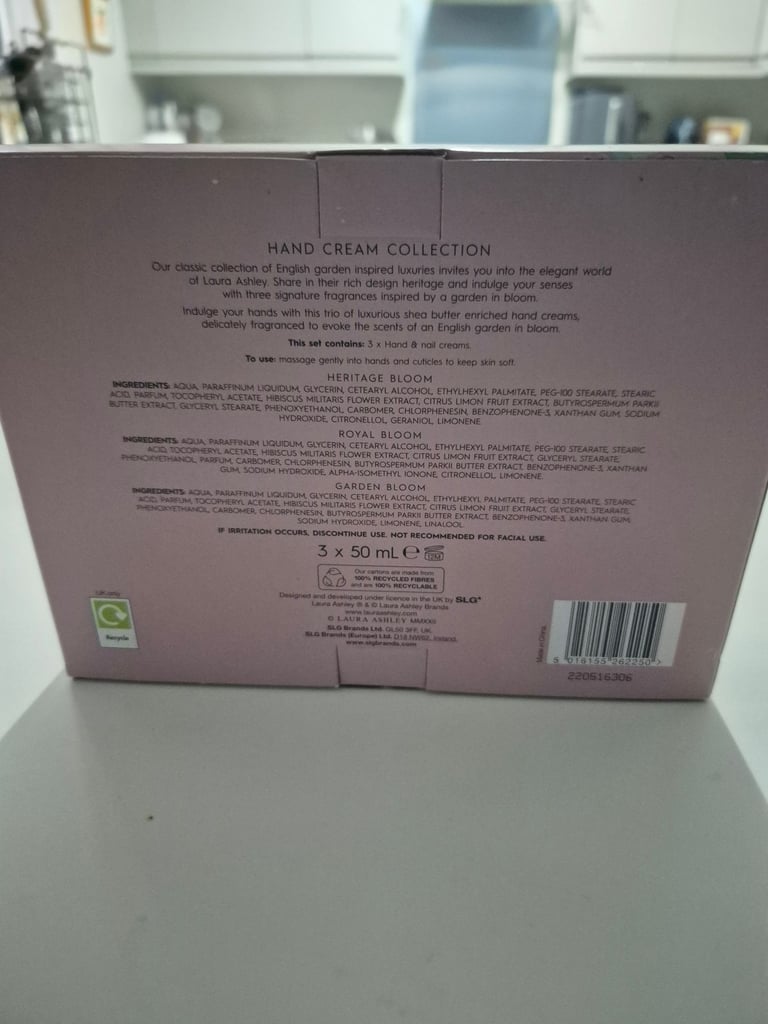 HAND CREAM COLLECTION
Our classic collection of English garden inspired luxuries invites you into the elegant world
of Laura Ashley. Share in their rich design heritage and indulge your senses
with three signature fragrances inspired by a garden in bloom.
Indulge your hands with this trio of luxurious shea butter enriched hand creams,
delicately fragranced to evoke the scents of an English garden in bloom.
This set contains: 3 x Hand & nail creams.
To use: massage gently into hands and cuticles to keep skin soft.
HERITAGE BLOOM
INGREDIENTS: AQUA, PARAFFINUM LIQUIDUM, GLYCERIN, CETEARYL ALCOHOL, ETHYLHEXYL PALMITATE, PEG-100 STEARATE, STEARIC
ACID, PARFUM, TOCOPHERYL ACETATE, HIBISCUS MILITARIS FLOWER EXTRACT, CITRUS LIMON FRUIT EXTRACT, BUTYROSPERMUM PARKII
BUTTER EXTRACT, GLYCERYL STEARATE, PHENOXYETHANOL, CARBOMER, CHLORPHENESIN, BENZOPHENONE-3, XANTHAN GUM, SODIUM
HYDROXIDE, CITRONELLOL, GERANIOL, LIMONENE.
ROYAL BLOOM
INGREDIENTS: AQUA, PARAFFINUM LIQUIDUM, GLYCERIN, CETEARYL ALCOHOL, ETHYLHEXYL PALMITATE, PEG-100 STEARATE, STEARIC
ACID, TOCOPHERYL ACETATE, HIBISCUS MILITARIS FLOWER EXTRACT, CITRUS LIMON FRUIT EXTRACT, GLYCERYL STEARATE,
PHENOXYETHANOL, PARFUM, CARBOMER, CHLORPHENESIN, BUTYROSPERMUM PARKII BUTTER EXTRACT, BENZOPHENONE-3, XANTHAN
GUM, SODIUM HYDROXIDE, ALPHA-ISOMETHYL IONONE, CITRONELLOL, LIMONENE.
GARDEN BLOOM
INGREDIENTS: AQUA, PARAFFINUM LIQUIDUM, GLYCERIN, CETEARYL ALCOHOL, ETHYLHEXYL PALMITATE, PEG-100 STEARATE, STEARIC
ACID, PARFUM, TOCOPHERYL ACETATE, HIBISCUS MILITARIS FLOWER EXTRACT, CITRUS LIMON FRUIT EXTRACT, GLYCERYL STEARATE,
PHENOXYETHANOL, CARBOMER, CHLORPHENESIN, BUTYROSPERMUM PARKII BUTTER EXTRACT, BENZOPHENONE-3, XANTHAN GUM,
SODIUM HYDROXIDE, LIMONENE, LINALOOL.
IF IRRITATION OCCURS, DISCONTINUE USE. NOT RECOMMENDED FOR FACIAL USE.
3 x 50 mL e 12M
Our cartons are made from
100% RECYCLED FIBRES
and are 100% RECYCLABLE
Designed and developed under licence in the UK by SLG®
Laura Ashley ® & © Laura Ashley Brands
www.lauraashley.com
© LAURA ASHLEY MMXXII
SLG Brands Ltd. GL50 3FF, UK.
SLG Brands (Europe) Ltd. D18 NW62, Ireland.
www.slgbrands.com
UK only
Recycle
Made in China
5 018155 262250 >
220516306